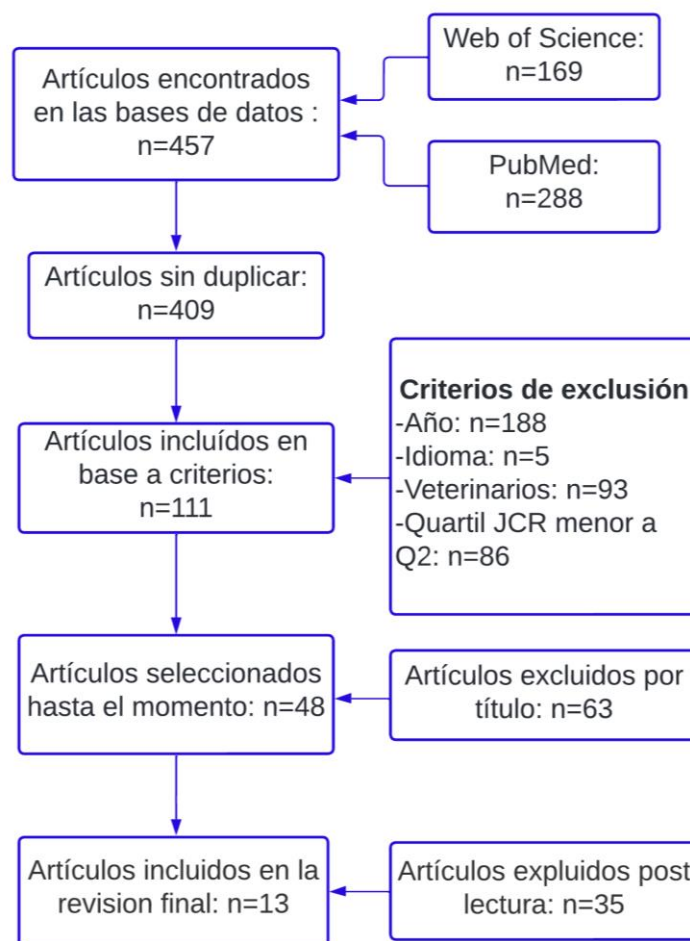 Web of Science:
n=169
Artículos encontrados
en las bases de datos :
n=457
PubMed:
n=288
Artículos sin duplicar:
n=409
Criterios de exclusión
-Año: n=188
-Idioma: n=5
-Veterinarios: n=93
-Quartil JCR menor a
Q2: n=86
Artículos incluídos en
base a criterios:
n=111
Artículos seleccionados
hasta el momento: n=48
Artículos excluidos por
título: n=63
Artículos incluidos en la
revision final: n=13
Artículos expluidos post
lectura: n=35